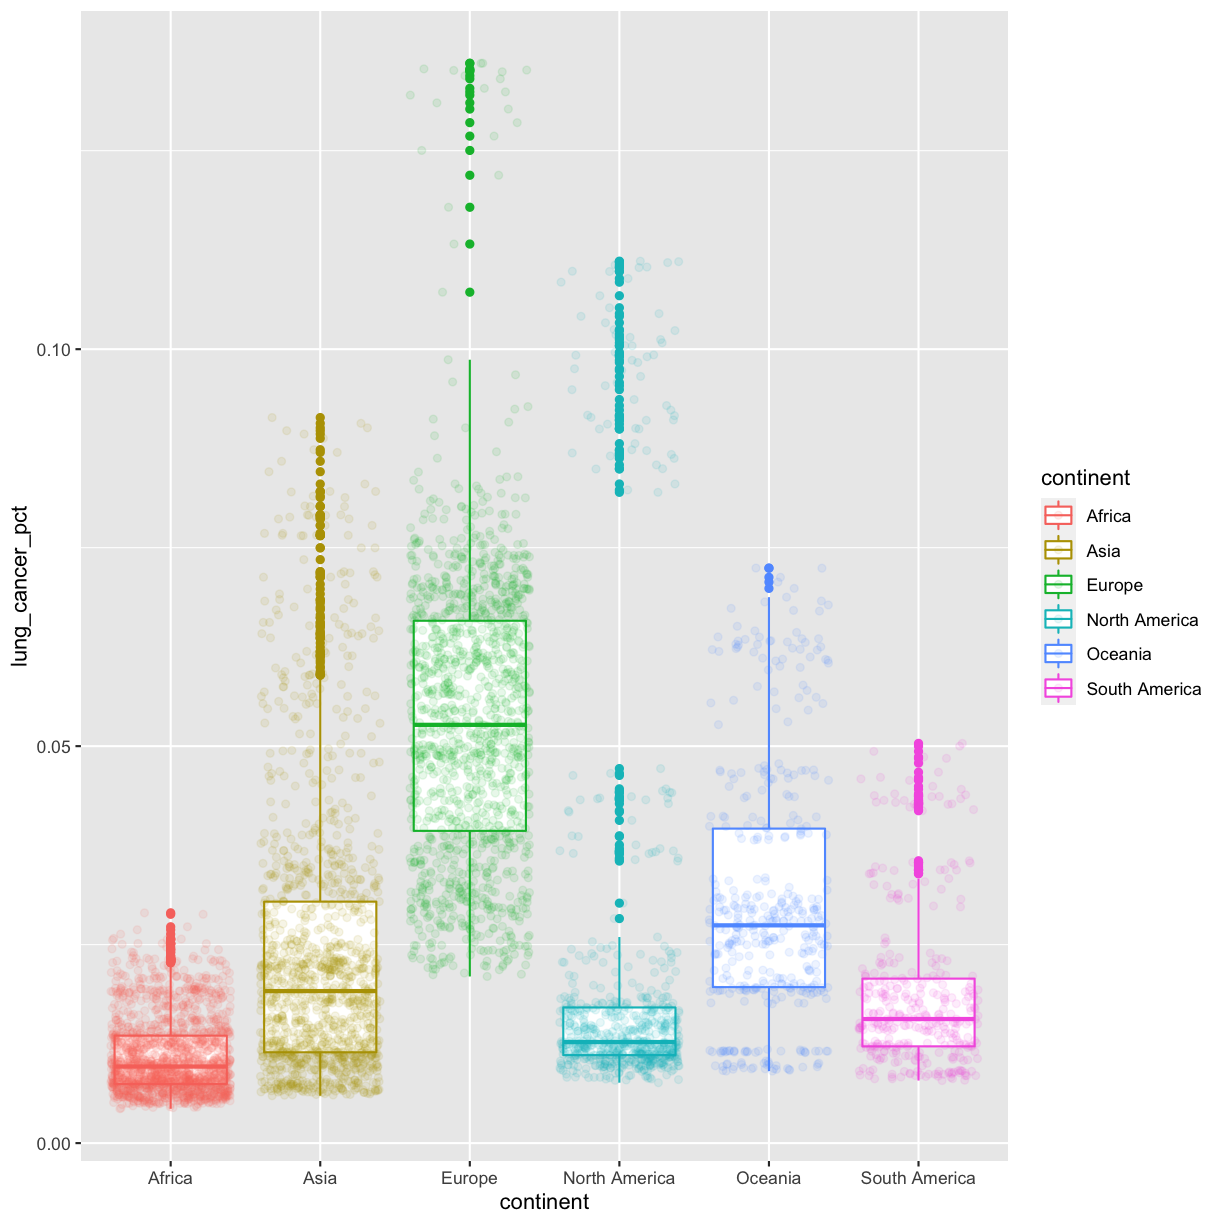 lung_cancer_pct
0.10
0.05
0.00
Africa
Asia
Europe
North America
Oceania
South America
continent
continent
Africa
Asia
Europe
North America
Oceania
South America